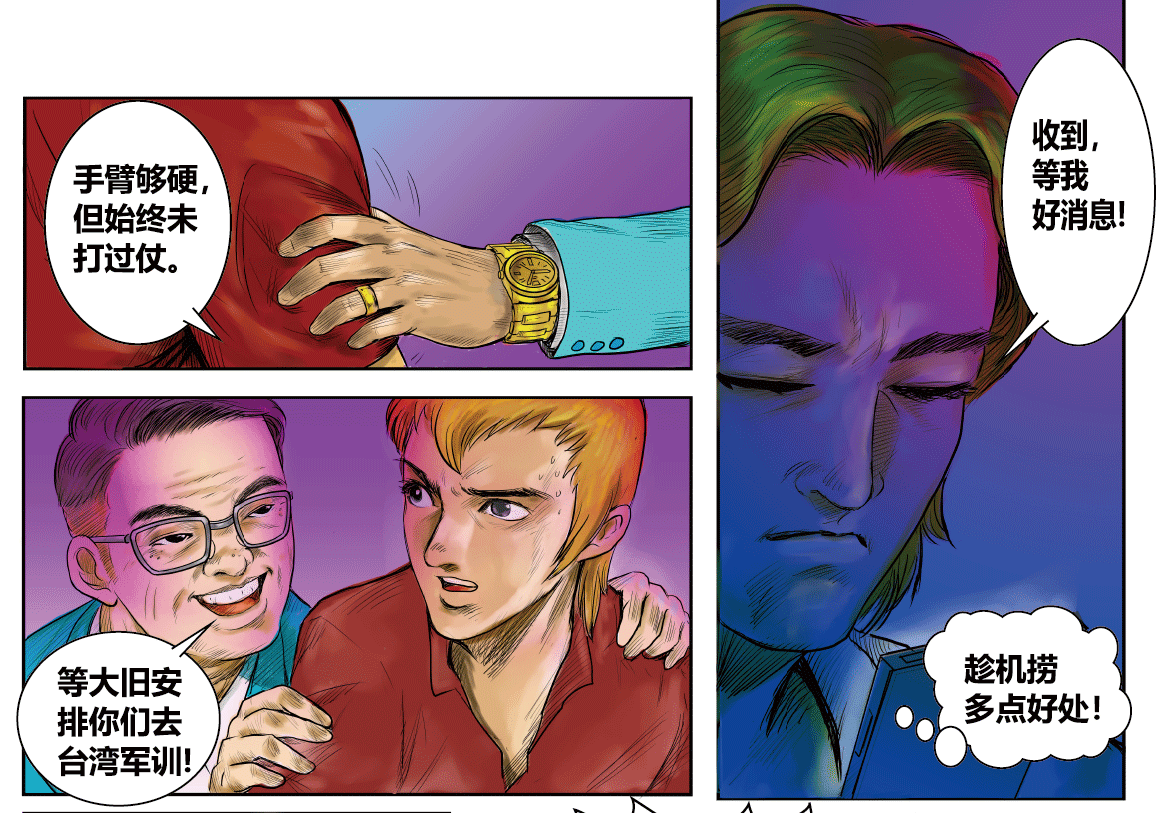 手臂够硬，
但始终未
打过仗。
等大旧安
排你们去
台湾军训!
收到，
等我
好消息!
趁机捞
多点好处！